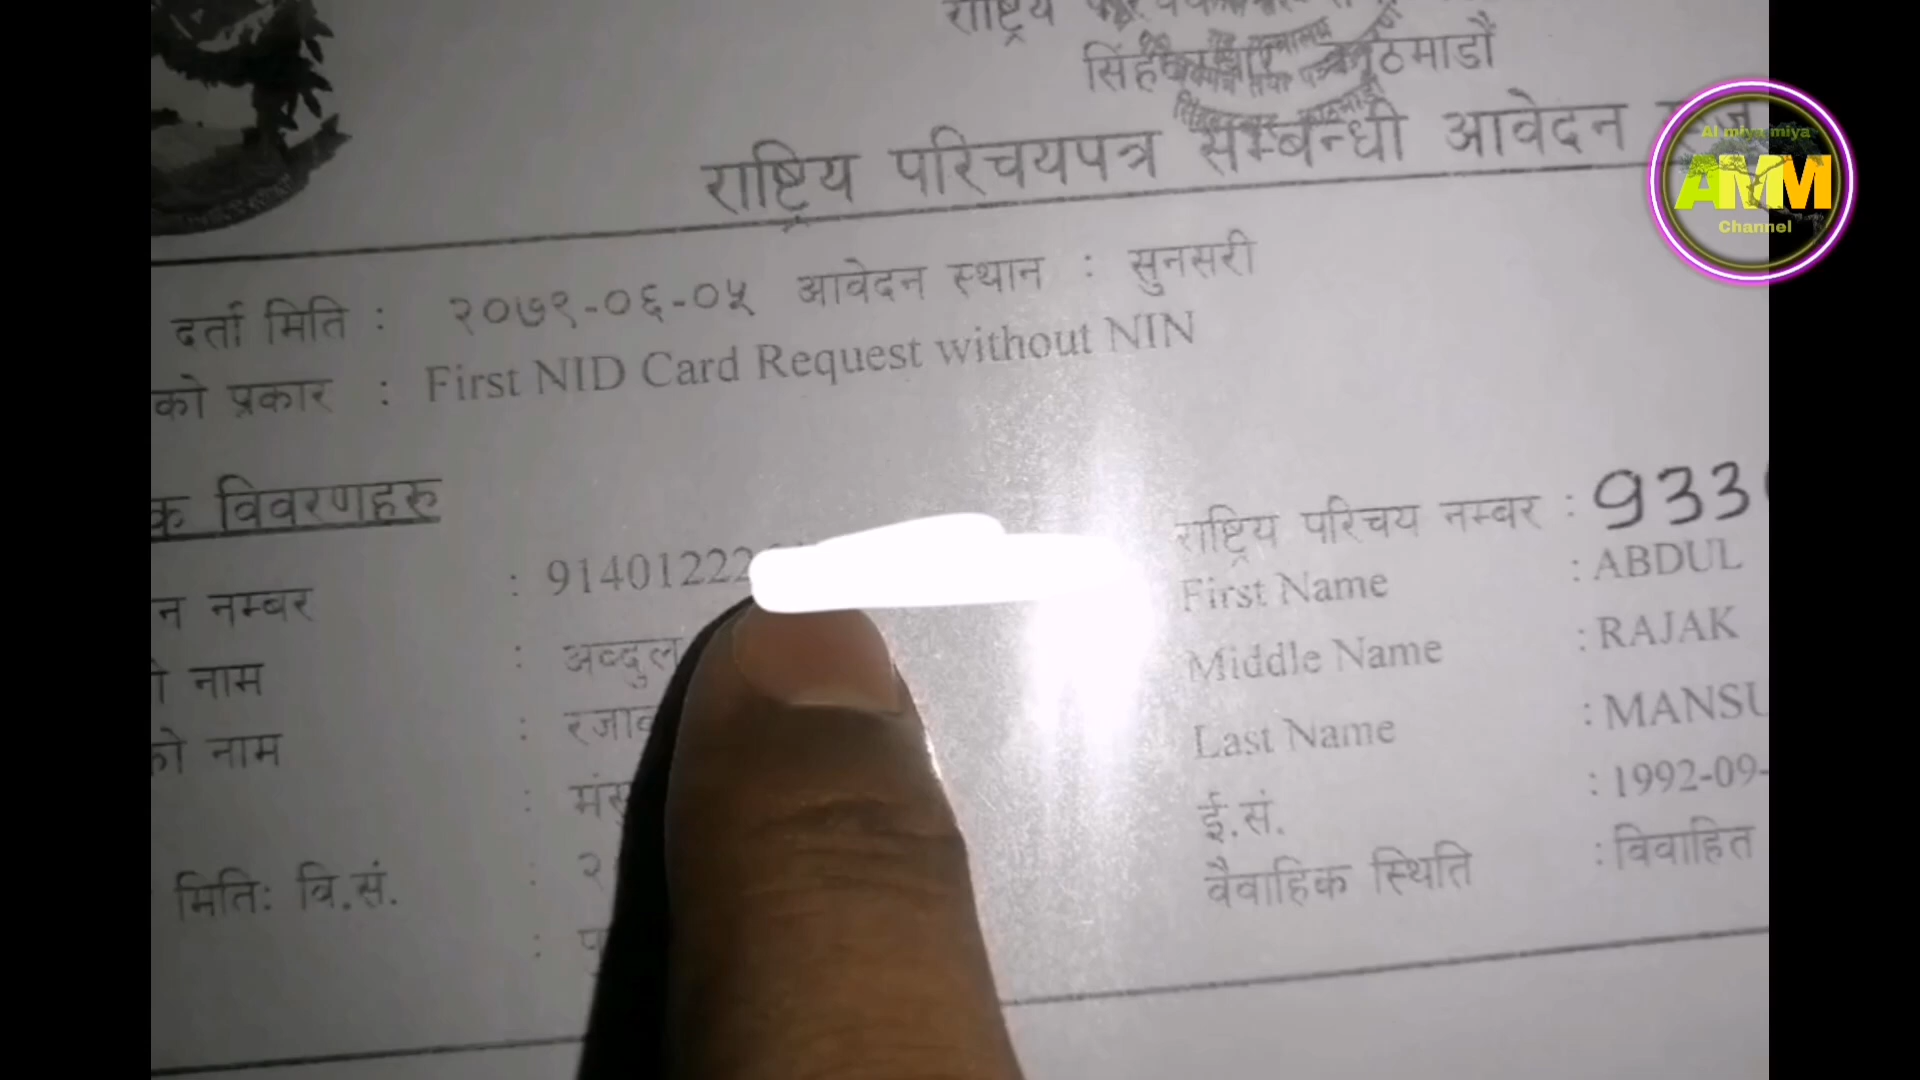 सिंहदरबार, काठमाडौं
राष्ट्रिय परिचयपत्र सम्बन्धी आवेदन
दर्ता मिति : २०७९-०६-०५ आवेदन स्थान : सुनसरी
को प्रकार : First NID Card Request without NIN
क विवरणहरु
राष्ट्रिय परिचय नम्बर : 933
न नम्बर : 91401222
First Name : ABDUL
नाम : अब्दुल
Middle Name : RAJAK
को नाम
Last Name : MANSU
ई.सं. : 1992-09-
मिति: वि.सं. : २
वैवाहिक स्थिति : विवाहित
Al miya miya
AMM
Channel